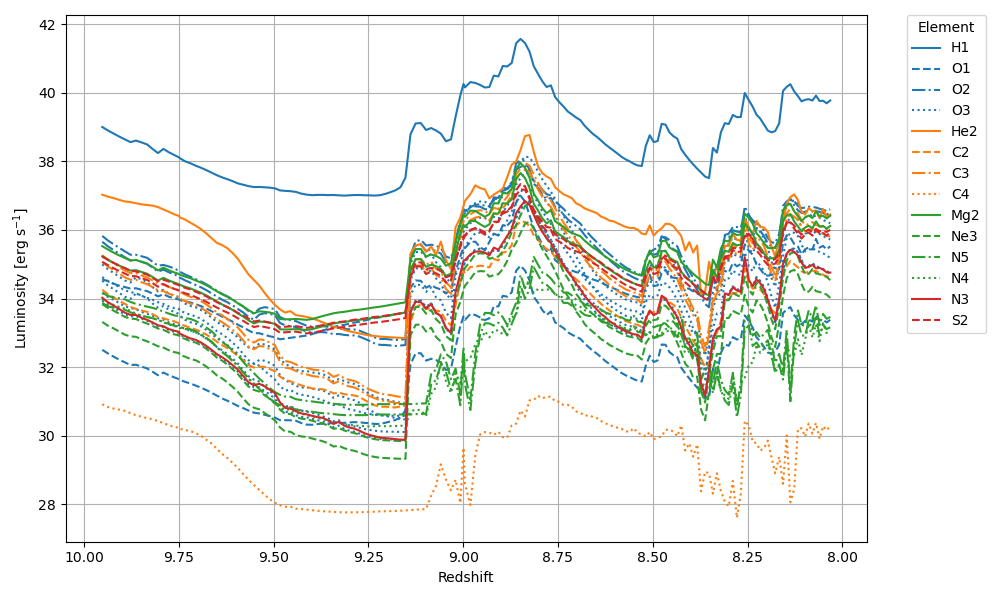 42
40
38
36
34
32
30
28
Luminosity [erg s⁻¹]
10.00 9.75 9.50 9.25 9.00 8.75 8.50 8.25 8.00
Redshift
Element
H1
O1
O2
O3
He2
C2
C3
C4
Mg2
Ne3
N5
N4
N3
S2